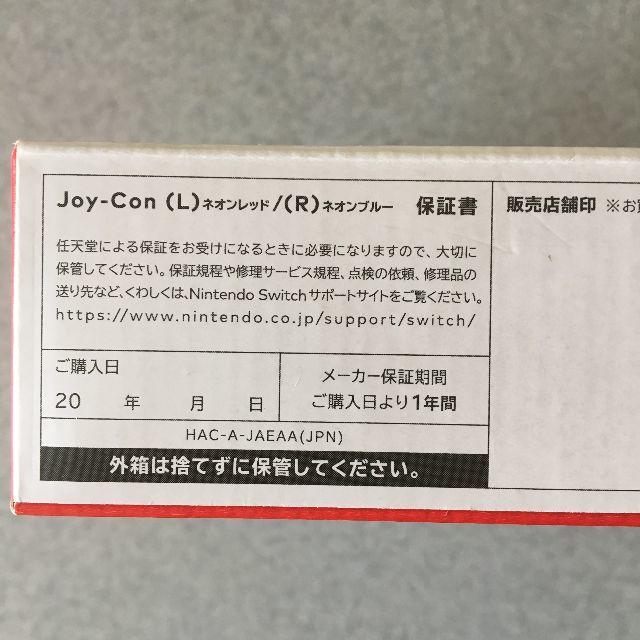 Joy-Con (L)ネオンレッド/(R)ネオンブルー 保証書
任天堂による保証をお受けになるときに必要になりますので、大切に
保管してください。保証規程や修理サービス規程、点検の依頼、修理品の
送り先など、くわしくは、Nintendo Switchサポートサイトをご覧ください。
https://www.nintendo.co.jp/support/switch/
ご購入日
20 年 月 日
メーカー保証期間
ご購入日より1年間
HAC-A-JAEAA(JPN)
外箱は捨てずに保管してください。
販売店舗印 ※お